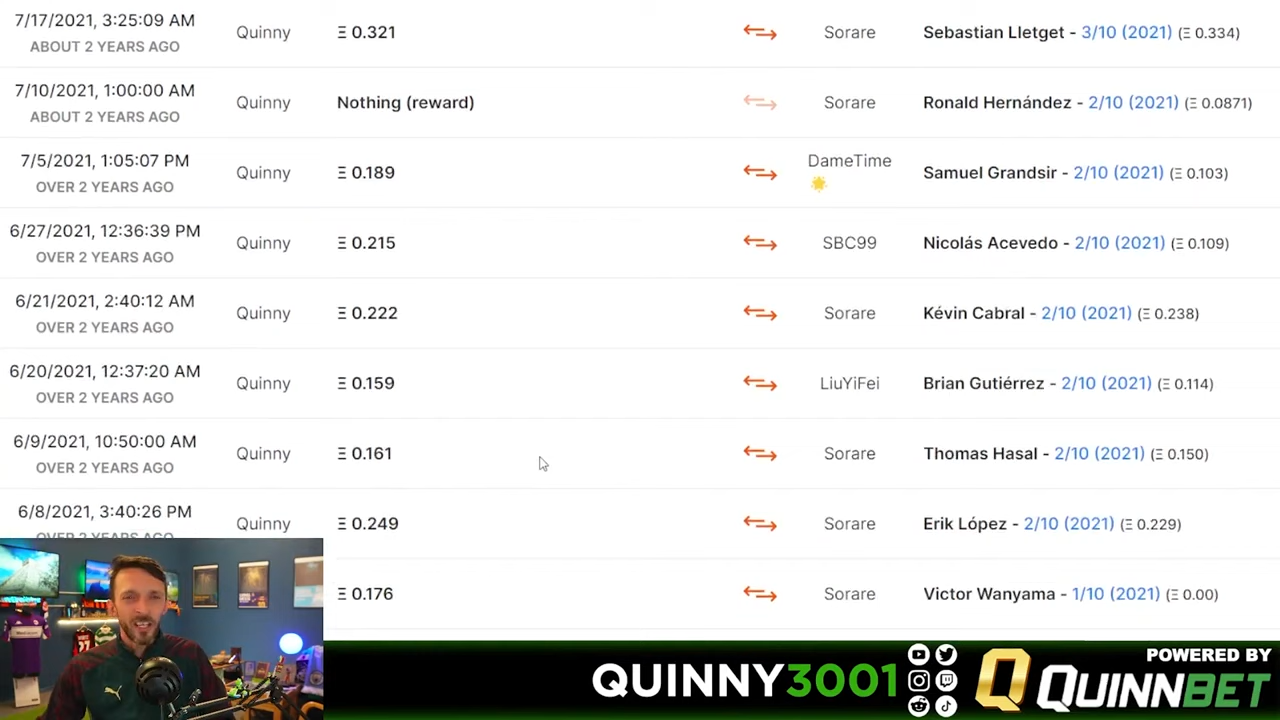 7/17/2021, 3:25:09 AM
ABOUT 2 YEARS AGO
Quinny
Ξ 0.321
Sorare
Sebastian Lletget - 3/10 (2021) (Ξ 0.334)
7/10/2021, 1:00:00 AM
ABOUT 2 YEARS AGO
Quinny
Nothing (reward)
Sorare
Ronald Hernández - 2/10 (2021) (Ξ 0.0871)
7/5/2021, 1:05:07 PM
OVER 2 YEARS AGO
Quinny
Ξ 0.189
DameTime
Samuel Grandsir - 2/10 (2021) (Ξ 0.103)
6/27/2021, 12:36:39 PM
OVER 2 YEARS AGO
Quinny
Ξ 0.215
SBC99
Nicolás Acevedo - 2/10 (2021) (Ξ 0.109)
6/21/2021, 2:40:12 AM
OVER 2 YEARS AGO
Quinny
Ξ 0.222
Sorare
Kévin Cabral - 2/10 (2021) (Ξ 0.238)
6/20/2021, 12:37:20 AM
OVER 2 YEARS AGO
Quinny
Ξ 0.159
LiuYiFei
Brian Gutiérrez - 2/10 (2021) (Ξ 0.114)
6/9/2021, 10:50:00 AM
OVER 2 YEARS AGO
Quinny
Ξ 0.161
Sorare
Thomas Hasal - 2/10 (2021) (Ξ 0.150)
6/8/2021, 3:40:26 PM
OVER 2 YEARS AGO
Quinny
Ξ 0.249
Sorare
Erik López - 2/10 (2021) (Ξ 0.229)
Ξ 0.176
Sorare
Victor Wanyama - 1/10 (2021) (Ξ 0.00)
QUINNY3001
POWERED BY
QUINNBET